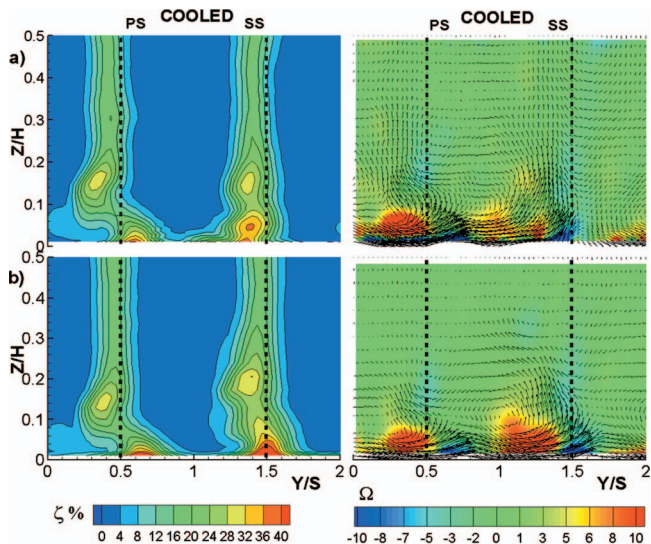 COOLED COOLED
PS SS PS SS
a)
0.5
0.4
0.3
0.2
0.1
0
Z/H
b)
0.5
0.4
0.3
0.2
0.1
0
Z/H
0 0.5 1 1.5 2
Y/S
0 0.5 1 1.5 2
Y/S
ζ %
0 4 8 12 16 20 24 28 32 36 40
Ω
-10 -8 -7 -5 -3 -2 0 1 3 5 6 8 10